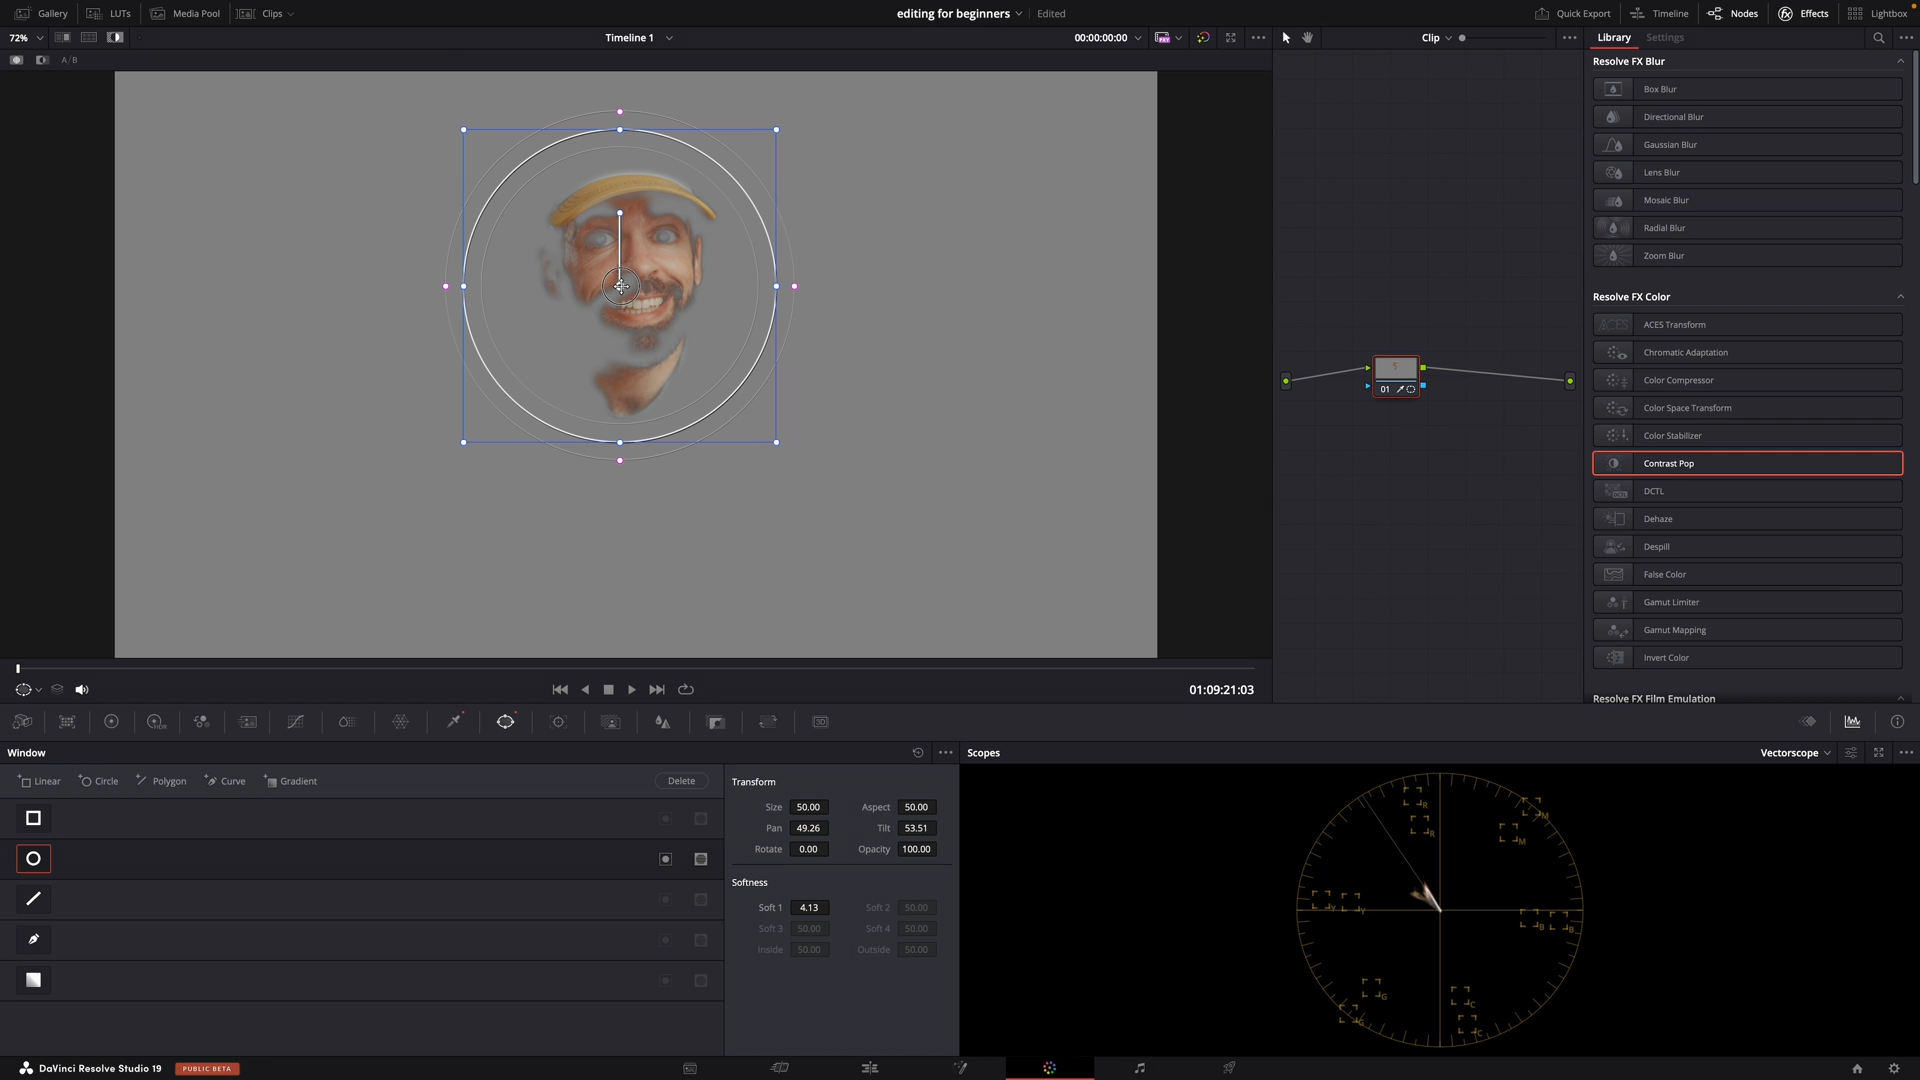 Gallery LUTs Media Pool Clips editing for beginners Edited Quick Export Timeline Nodes Effects Lightbox
72% Timeline 1 00:00:00:00 Clip Library Settings
A/B
Resolve FX Blur
Box Blur
Directional Blur
Gaussian Blur
Lens Blur
Mosaic Blur
Radial Blur
Zoom Blur
Resolve FX Color
ACES ACES Transform
Chromatic Adaptation
Color Compressor
Color Space Transform
Color Stabilizer
Contrast Pop
DCTL DCTL
Dehaze
Despill
False Color
Gamut Limiter
Gamut Mapping
Invert Color
Resolve FX Film Emulation
01
01:09:21:03
HDR
3D
Window
Linear Circle Polygon Curve Gradient Delete
Transform
Size 50.00 Aspect 50.00
Pan 49.26 Tilt 53.51
Rotate 0.00 Opacity 100.00
Softness
Soft 1 4.13 Soft 2 50.00
Soft 3 50.00 Soft 4 50.00
Inside 50.00 Outside 50.00
Scopes Vectorscope
R
M
R
M
Y Y
B B
G
C
G
C
DaVinci Resolve Studio 19 PUBLIC BETA